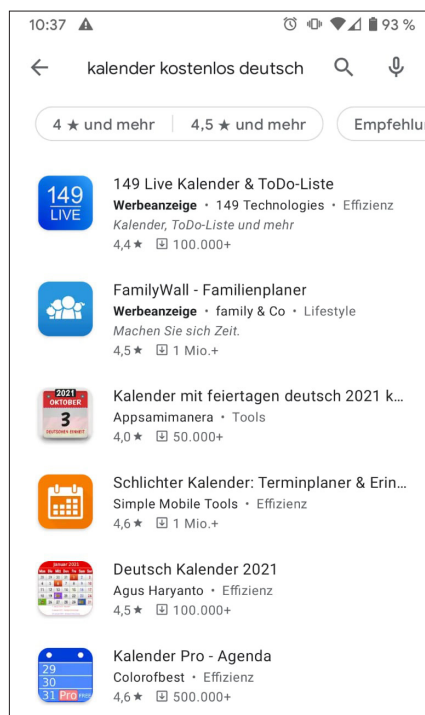 10:37 93 %
kalender kostenlos deutsch
4 ★ und mehr 4,5 ★ und mehr Empfehlu
149 Live Kalender & ToDo-Liste
149
LIVE
Werbeanzeige • 149 Technologies • Effizienz
Kalender, ToDo-Liste und mehr
4,4 ★ 100.000+
FamilyWall - Familienplaner
Werbeanzeige • family & Co • Lifestyle
Machen Sie sich Zeit.
4,5 ★ 1 Mio.+
2021
OKTOBER
3
Kalender mit feiertagen deutsch 2021 k...
Appsamimanera • Tools
4,0 ★ 50.000+
Schlichter Kalender: Terminplaner & Erin...
Simple Mobile Tools • Effizienz
4,6 ★ 1 Mio.+
Januar 2021
Deutsch Kalender 2021
Agus Haryanto • Effizienz
4,5 ★ 100.000+
29
30
31 Pro
Kalender Pro - Agenda
Colorofbest • Effizienz
4,6 ★ 500.000+